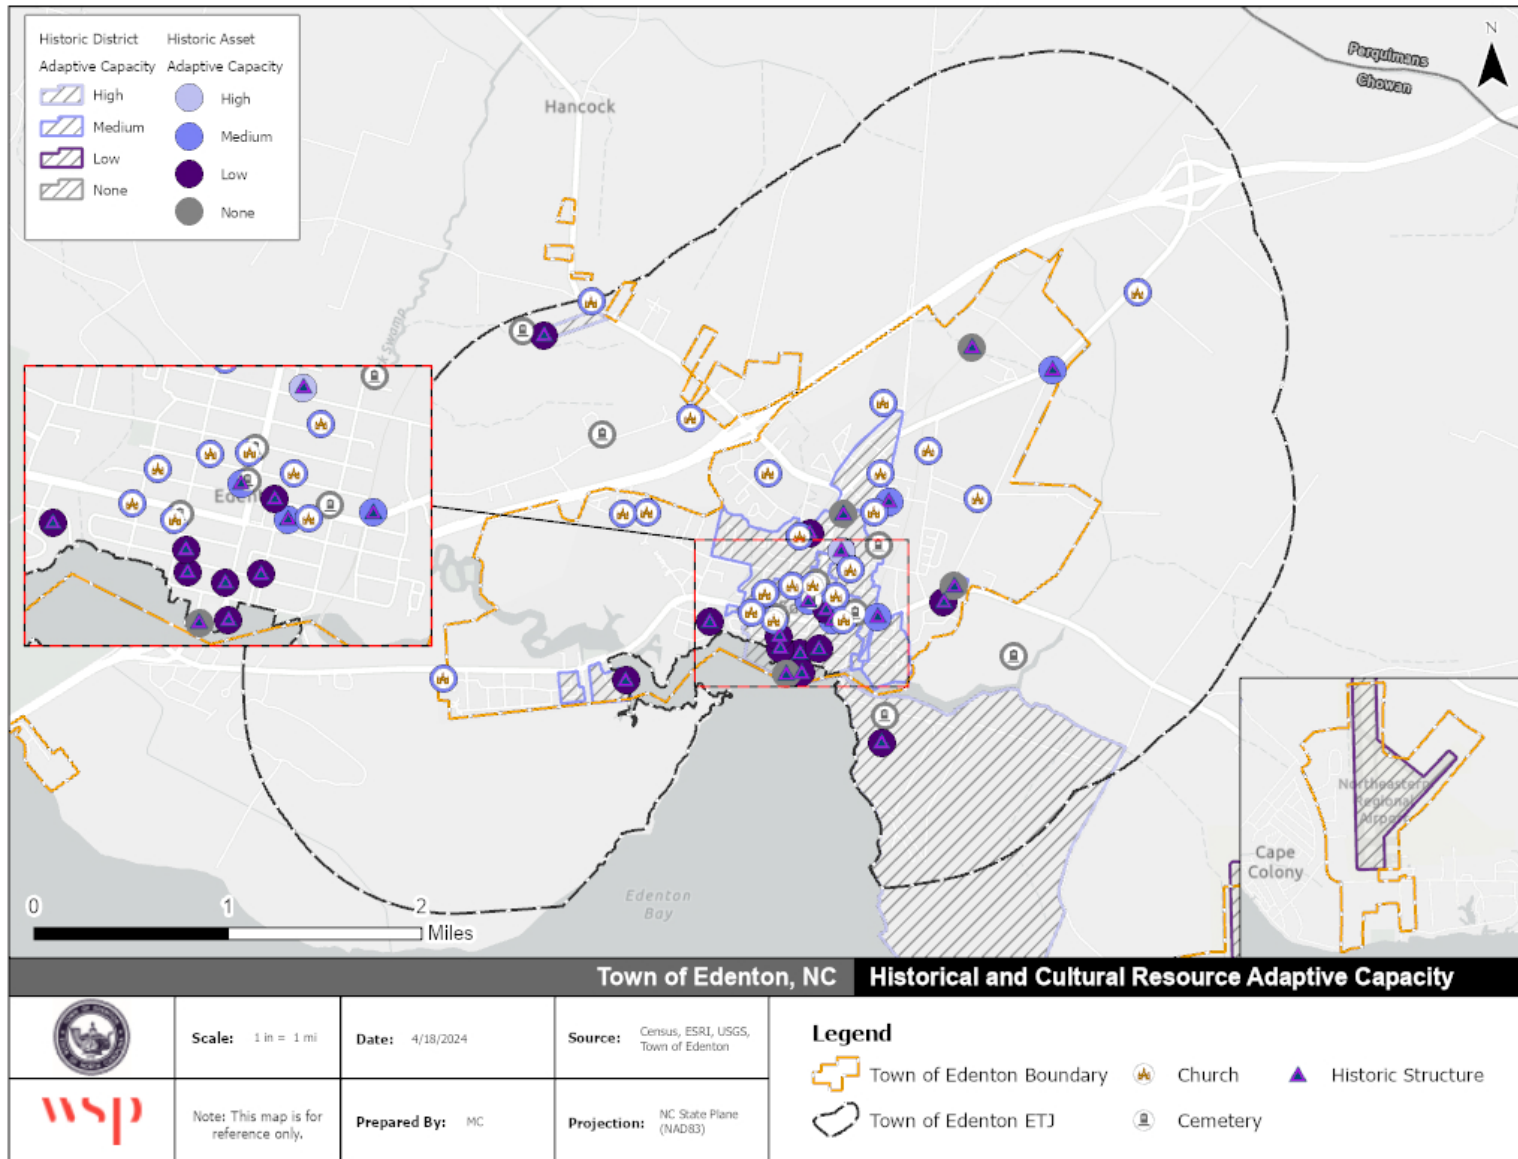 Historic District
Adaptive Capacity
High
Medium
Low
None
Historic Asset
Adaptive Capacity
High
Medium
Low
None
Hancock
Perquimans
Chowan
N
Swamp
Edenton
Bay
Northeastern
Regional
Airport
Cape
Colony
0 1 2
Miles
Town of Edenton, NC
Historical and Cultural Resource Adaptive Capacity
Scale: 1 in = 1 mi
Date: 4/18/2024
Source: Census, ESRI, USGS,
Town of Edenton
wsp
Note: This map is for
reference only.
Prepared By: MC
Projection: NC State Plane
(NAD83)
Legend
Town of Edenton Boundary
Church
Historic Structure
Town of Edenton ETJ
Cemetery